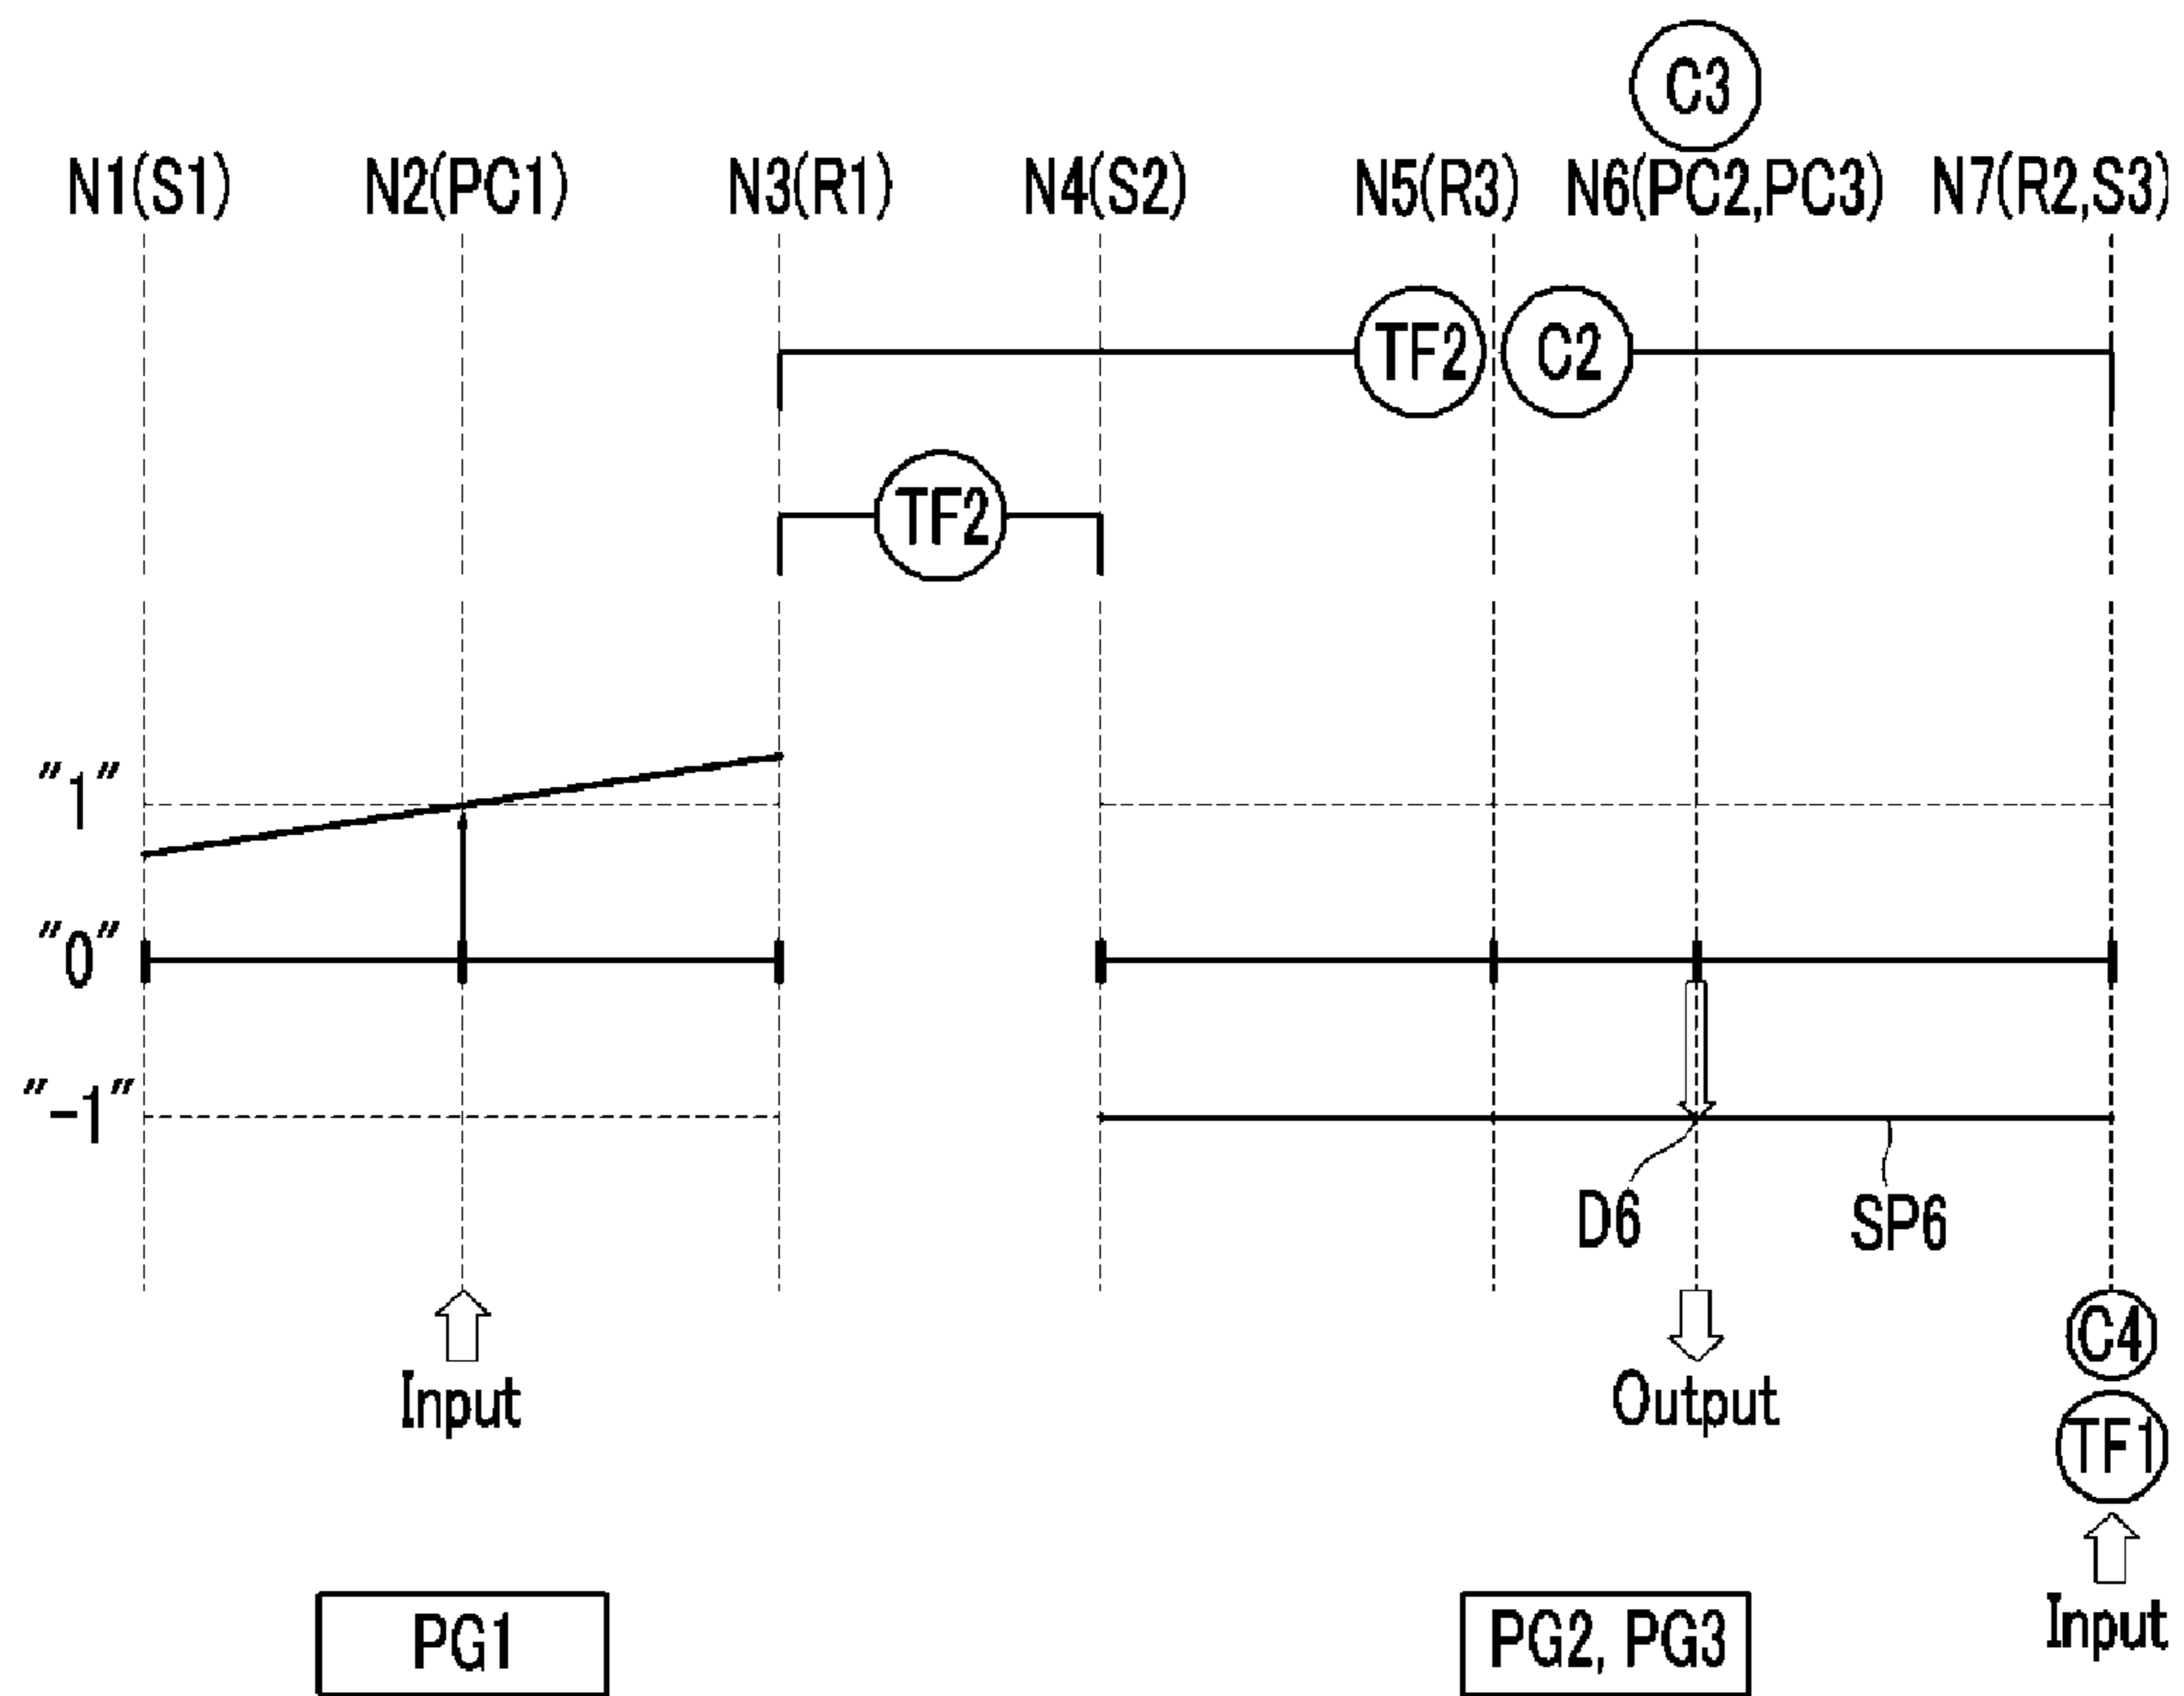 C3
N1(S1) N2(PC1) N3(R1) N4(S2) N5(R3) N6(PC2,PC3) N7(R2,S3)
TF2 C2
TF2
"1"
"0"
"-1"
D6 SP6
C4
Input Output
TF1
PG1 PG2, PG3 Input